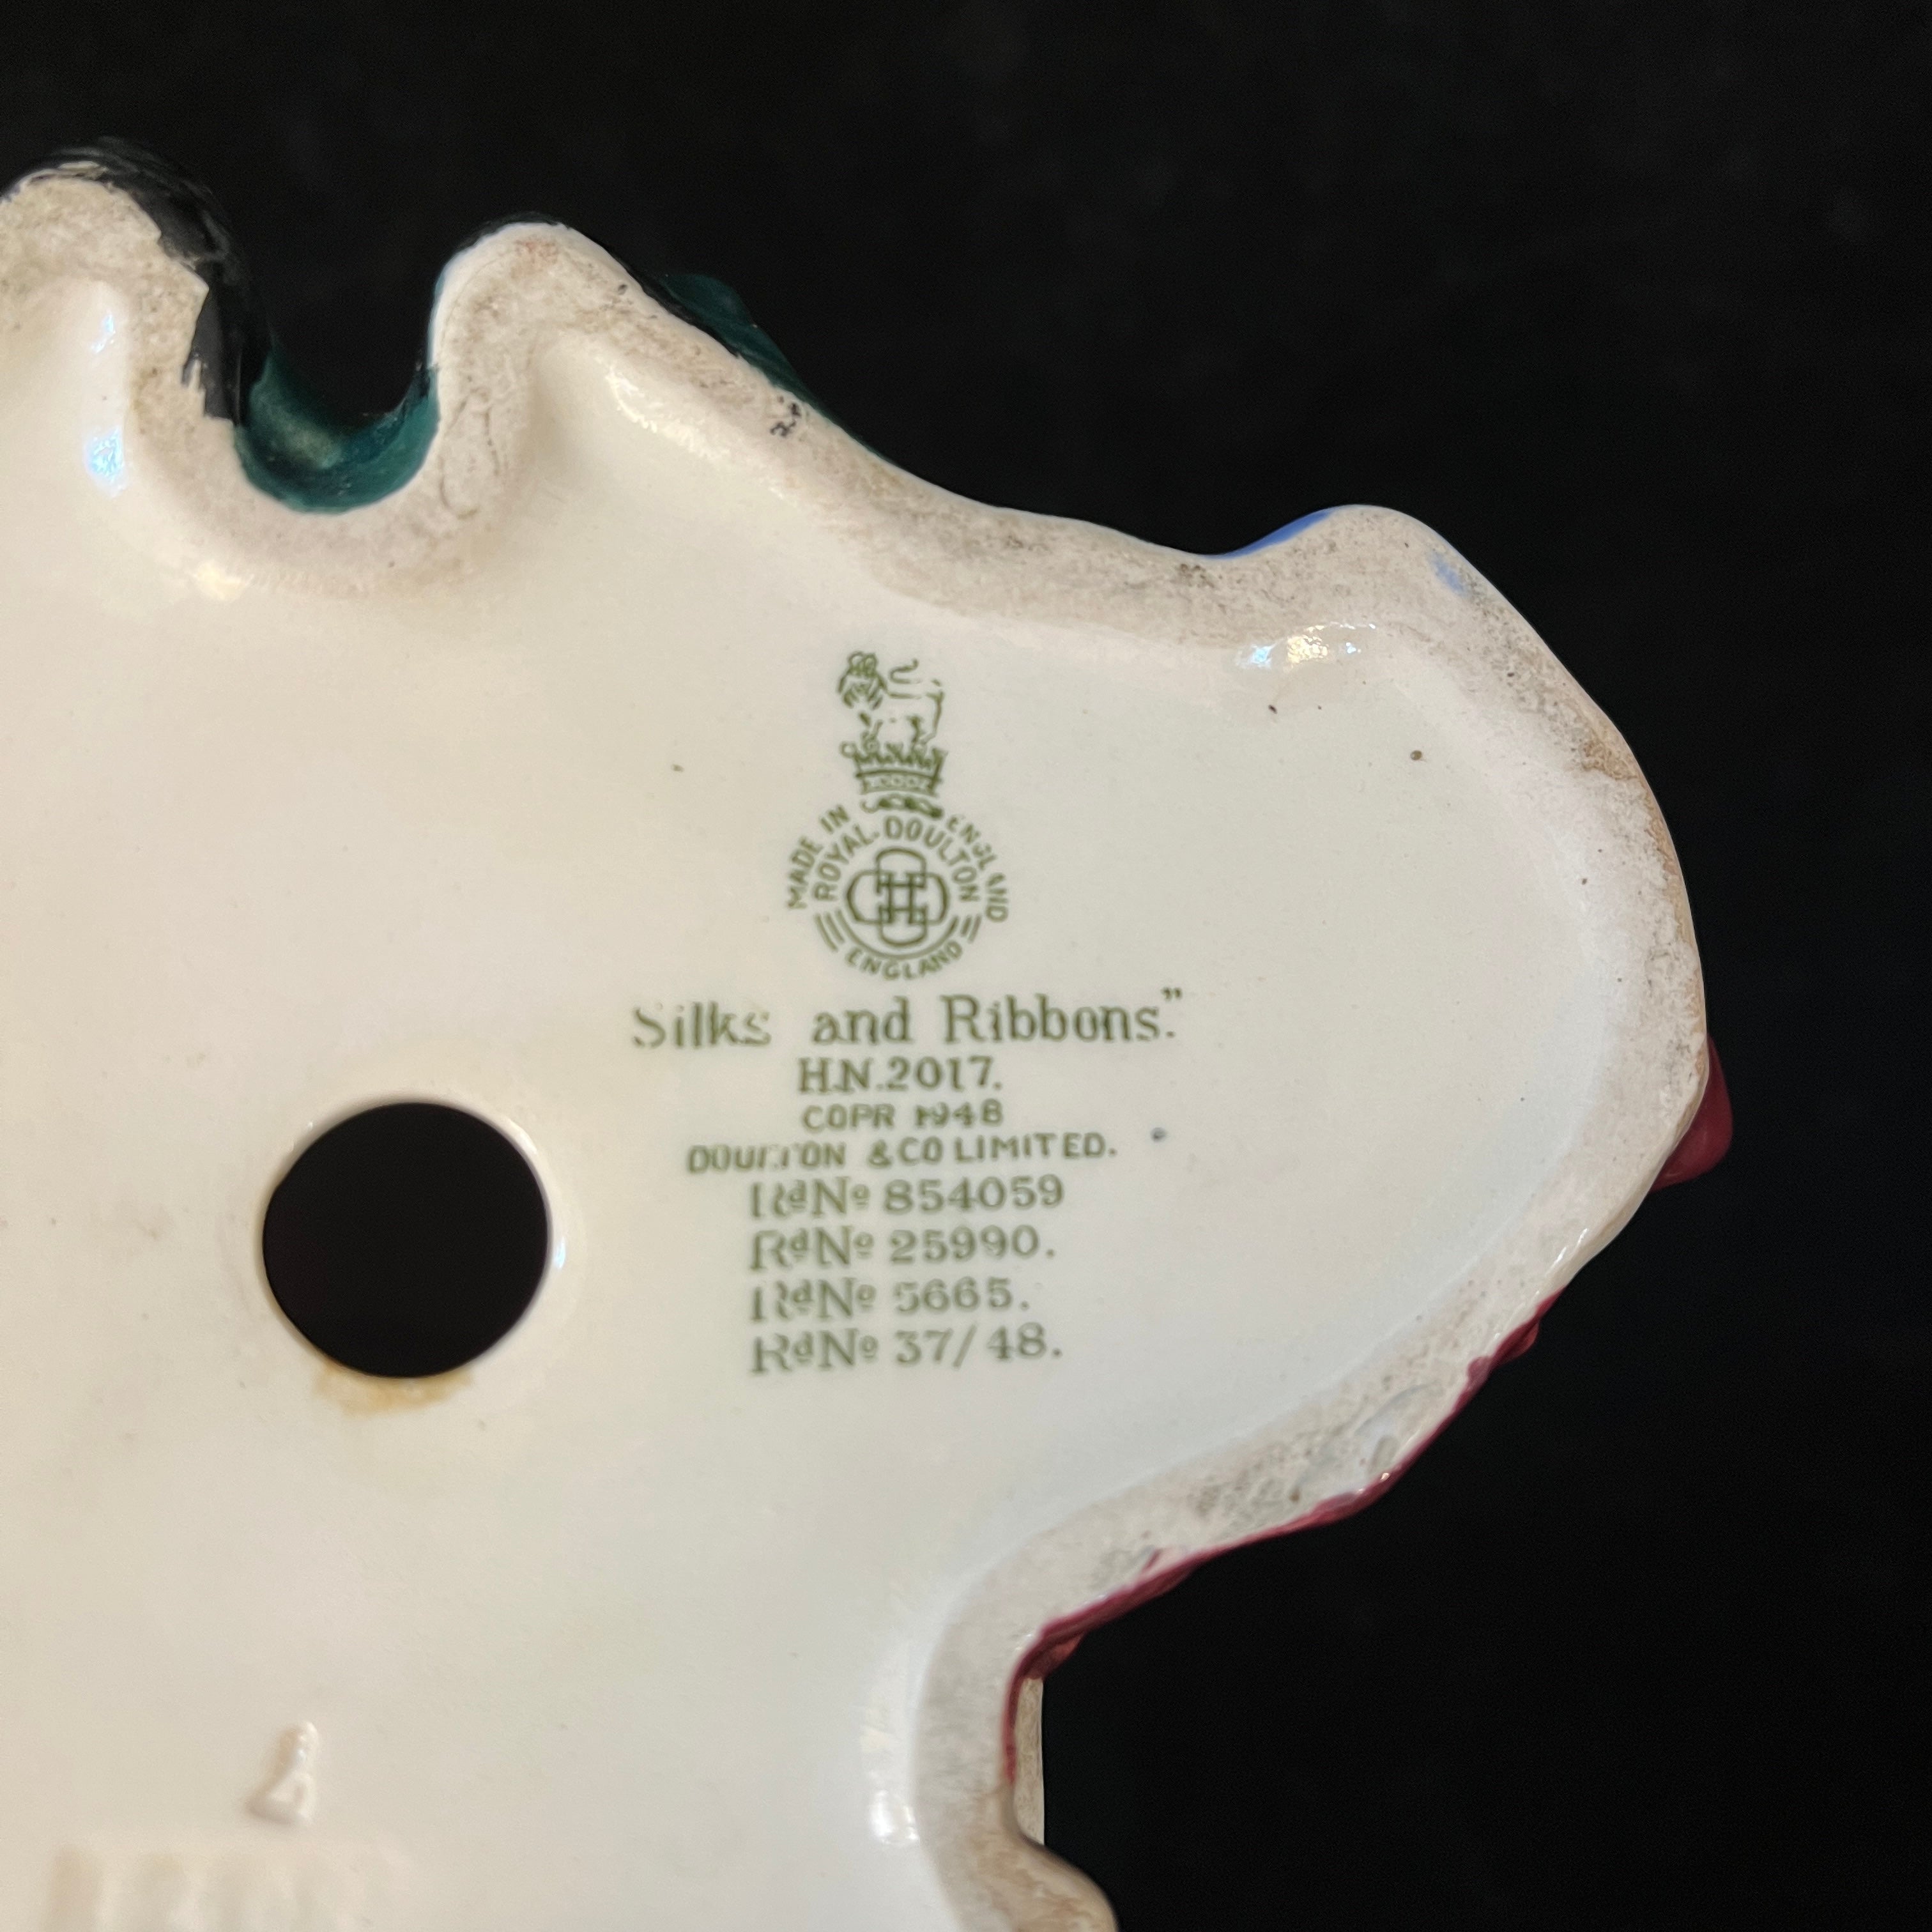 MADE IN ENGLAND
ROYAL·DOULTON
ENGLAND
Silks and Ribbons."
H.N.2017.
COPR 1948
DOULTON & CO LIMITED.
RdNo 854059
RdNo 25990.
RdNo 5665.
RdNo 37/48.